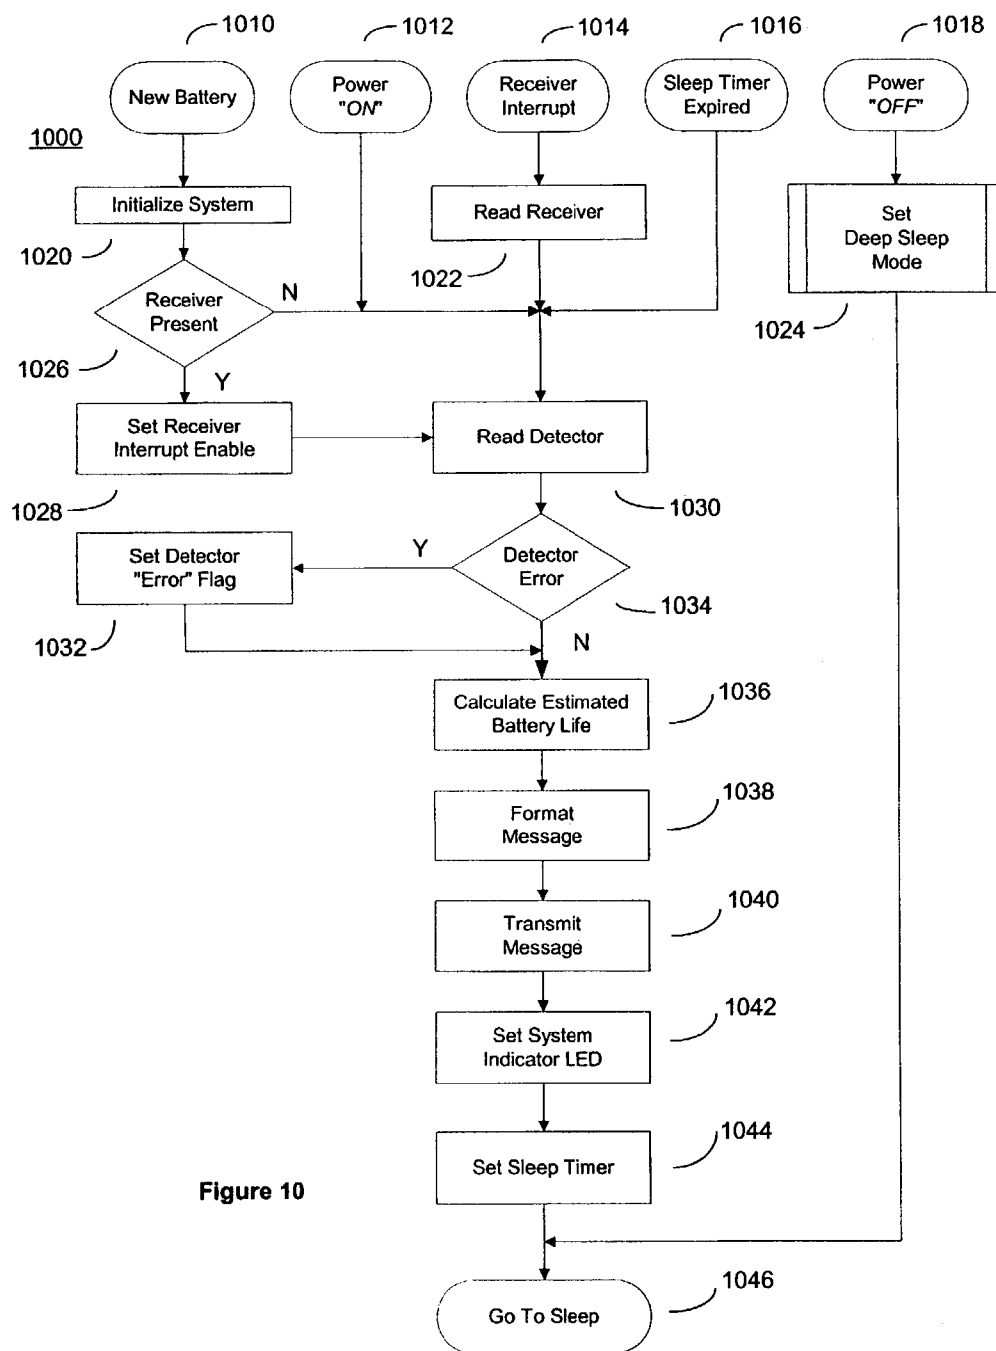 1010
1012
1014
1016
1018
New Battery
Power
"ON"
Receiver
Interrupt
Sleep Timer
Expired
Power
"OFF"
1000
Initialize System
Read Receiver
Set
Deep Sleep
Mode
1020
1022
1024
Receiver
Present
N
1026
Y
Set Receiver
Interrupt Enable
Read Detector
1028
1030
Set Detector
"Error" Flag
Y
Detector
Error
1032
1034
N
Calculate Estimated
Battery Life
1036
Format
Message
1038
Transmit
Message
1040
Set System
Indicator LED
1042
Set Sleep Timer
1044
Figure 10
Go To Sleep
1046